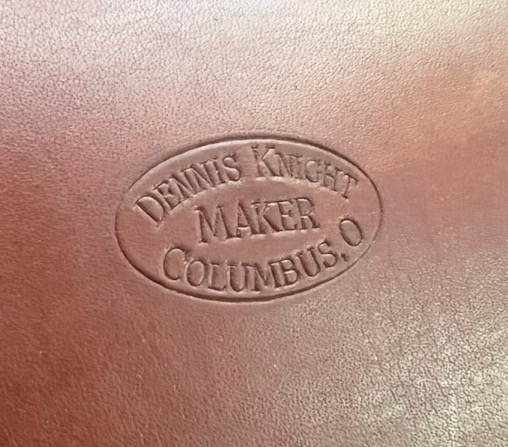 DENNIS KNIGHT
MAKER
COLUMBUS, O